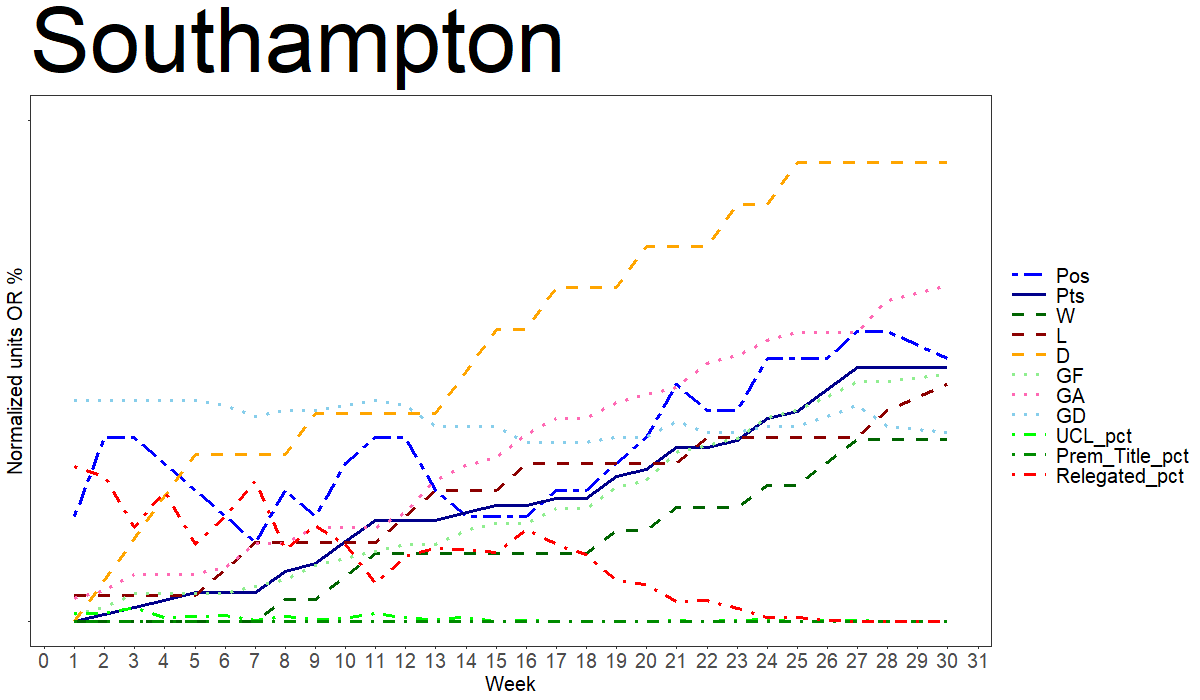 Southampton
Normalized units OR %
Pos
Pts
W
L
D
GF
GA
GD
UCL_pct
Prem_Title_pct
Relegated_pct
0 1 2 3 4 5 6 7 8 9 10 11 12 13 14 15 16 17 18 19 20 21 22 23 24 25 26 27 28 29 30 31
Week